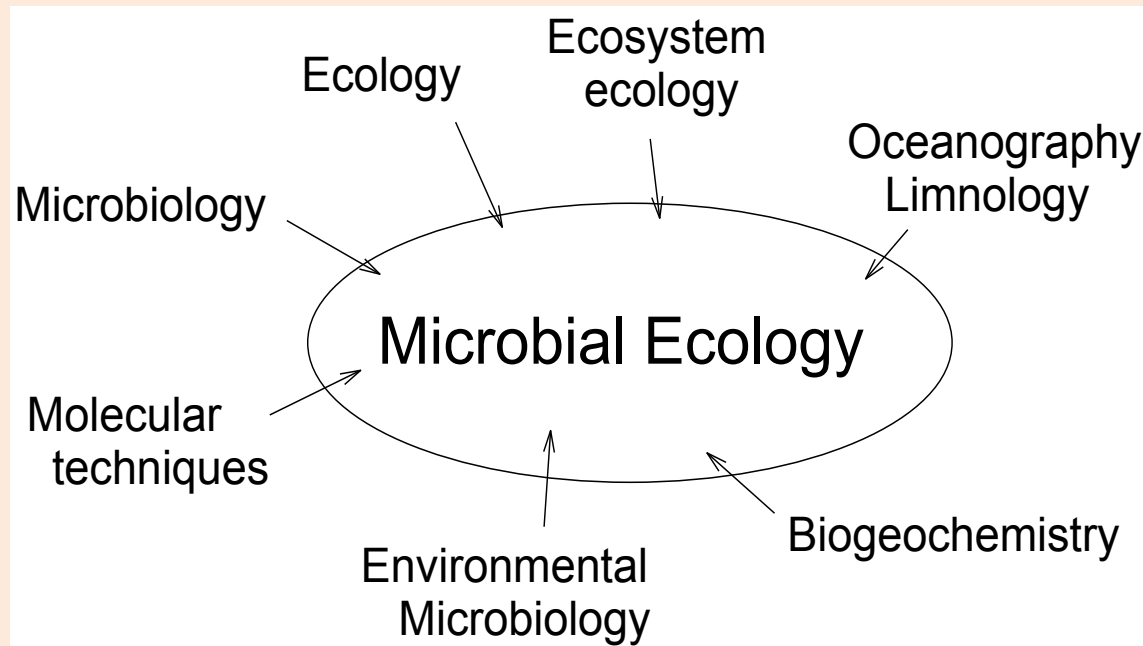 Ecosystem
ecology
Ecology
Oceanography
Limnology
Microbiology
Microbial Ecology
Molecular
techniques
Biogeochemistry
Environmental
Microbiology